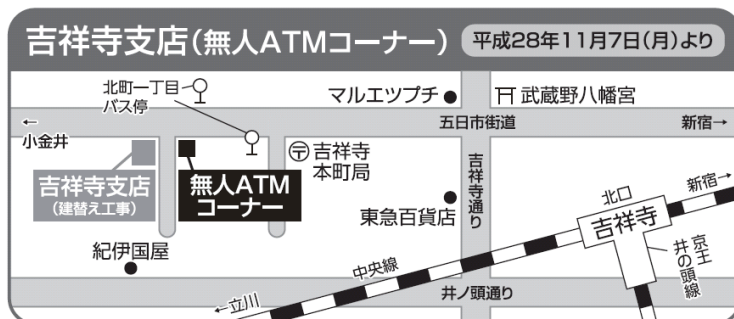 吉祥寺支店（無人ATMコーナー） 平成28年11月7日(月)より
北町一丁目
バス停
マルエツプチ
武蔵野八幡宮
←
小金井
五日市街道
新宿→
吉祥寺支店
（建替え工事）
無人ATM
コーナー
吉祥寺
本町局
吉祥寺通り
東急百貨店
北口
新宿→
吉祥寺
京王
井の頭線
紀伊国屋
中央線
←立川
井ノ頭通り